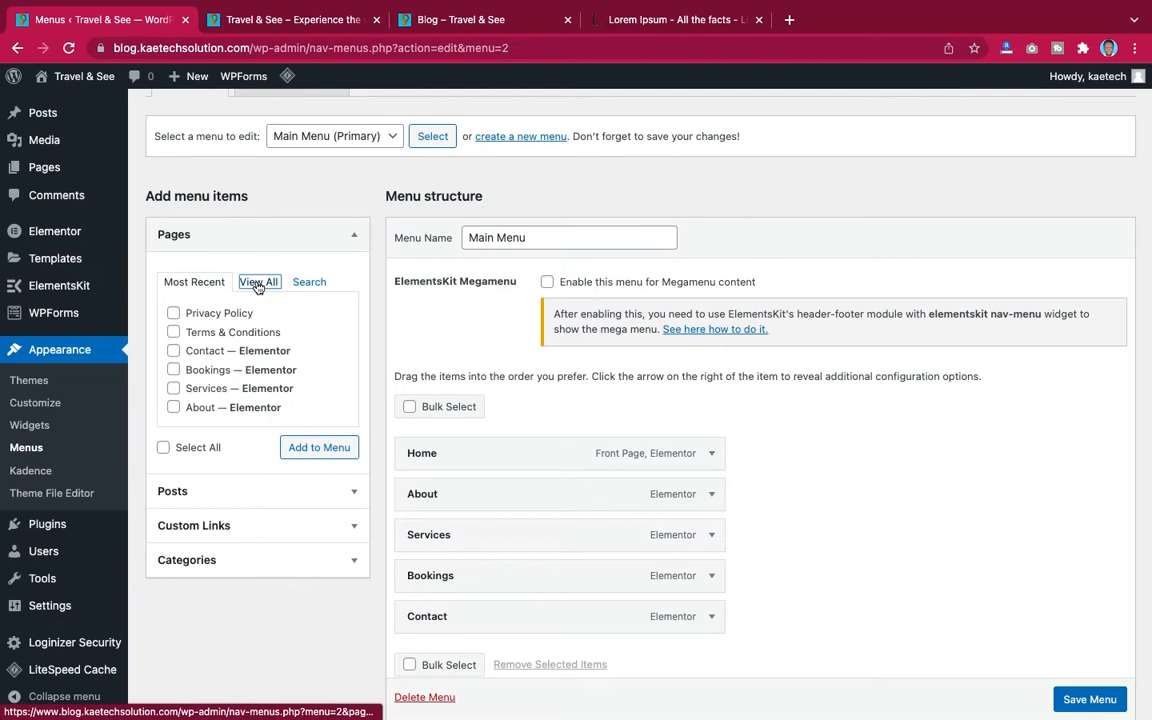 Menus ‹ Travel & See — WordP
Travel & See – Experience the
Blog – Travel & See
Lorem Ipsum - All the facts - Li
blog.kaetechsolution.com/wp-admin/nav-menus.php?action=edit&menu=2
Travel & See
0
New
WPForms
Howdy, kaetech
Posts
Media
Pages
Comments
Elementor
Templates
ElementsKit
WPForms
Appearance
Themes
Customize
Widgets
Menus
Kadence
Theme File Editor
Plugins
Users
Tools
Settings
Loginizer Security
LiteSpeed Cache
Collapse menu
https://www.blog.kaetechsolution.com/wp-admin/nav-menus.php?menu=2&pag...
Select a menu to edit: Main Menu (Primary) Select or create a new menu. Don't forget to save your changes!
Add menu items
Pages
Most Recent View All Search
Privacy Policy
Terms & Conditions
Contact — Elementor
Bookings — Elementor
Services — Elementor
About — Elementor
Select All Add to Menu
Posts
Custom Links
Categories
Menu structure
Menu Name Main Menu
ElementsKit Megamenu Enable this menu for Megamenu content
After enabling this, you need to use ElementsKit's header-footer module with elementskit nav-menu widget to
show the mega menu. See here how to do it.
Drag the items into the order you prefer. Click the arrow on the right of the item to reveal additional configuration options.
Bulk Select
Home Front Page, Elementor
About Elementor
Services Elementor
Bookings Elementor
Contact Elementor
Bulk Select Remove Selected Items
Delete Menu Save Menu